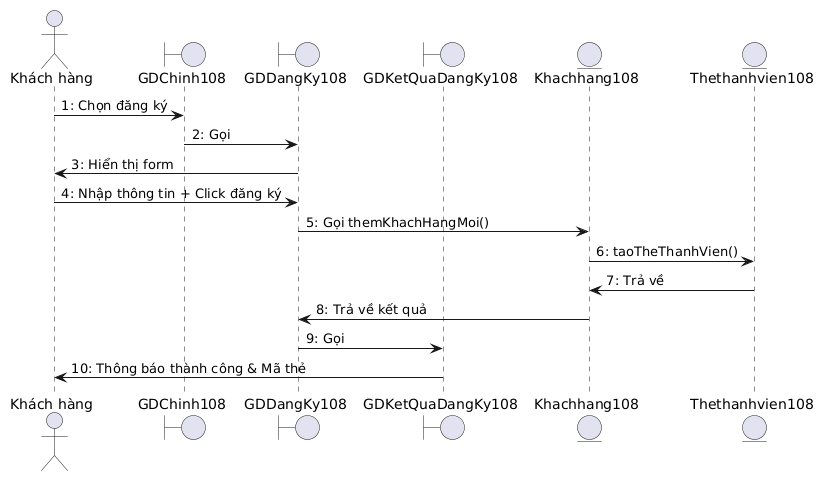 Khách hàng
GDChinh108
GDDangKy108
GDKetQuaDangKy108
Khachhang108
Thethanhvien108
1: Chọn đăng ký
2: Gọi
3: Hiển thị form
4: Nhập thông tin + Click đăng ký
5: Gọi themKhachHangMoi()
6: taoTheThanhVien()
7: Trả về
8: Trả về kết quả
9: Gọi
10: Thông báo thành công & Mã thẻ
Khách hàng
GDChinh108
GDDangKy108
GDKetQuaDangKy108
Khachhang108
Thethanhvien108